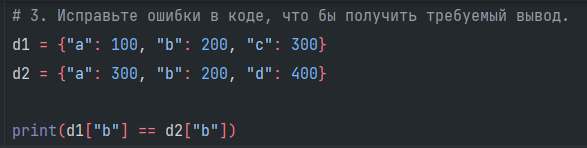 # 3. Исправьте ошибки в коде, что бы получить требуемый вывод.
d1 = {"a": 100, "b": 200, "c": 300}
d2 = {"a": 300, "b": 200, "d": 400}
print(d1["b"] == d2["b"])